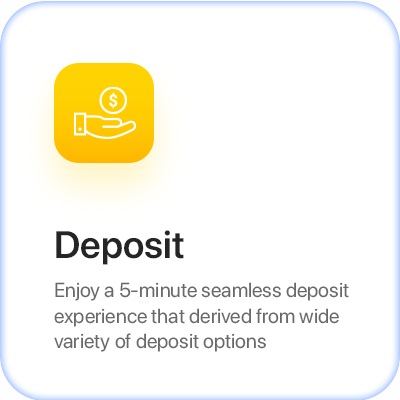 $
Deposit
Enjoy a 5-minute seamless deposit
experience that derived from wide
variety of deposit options